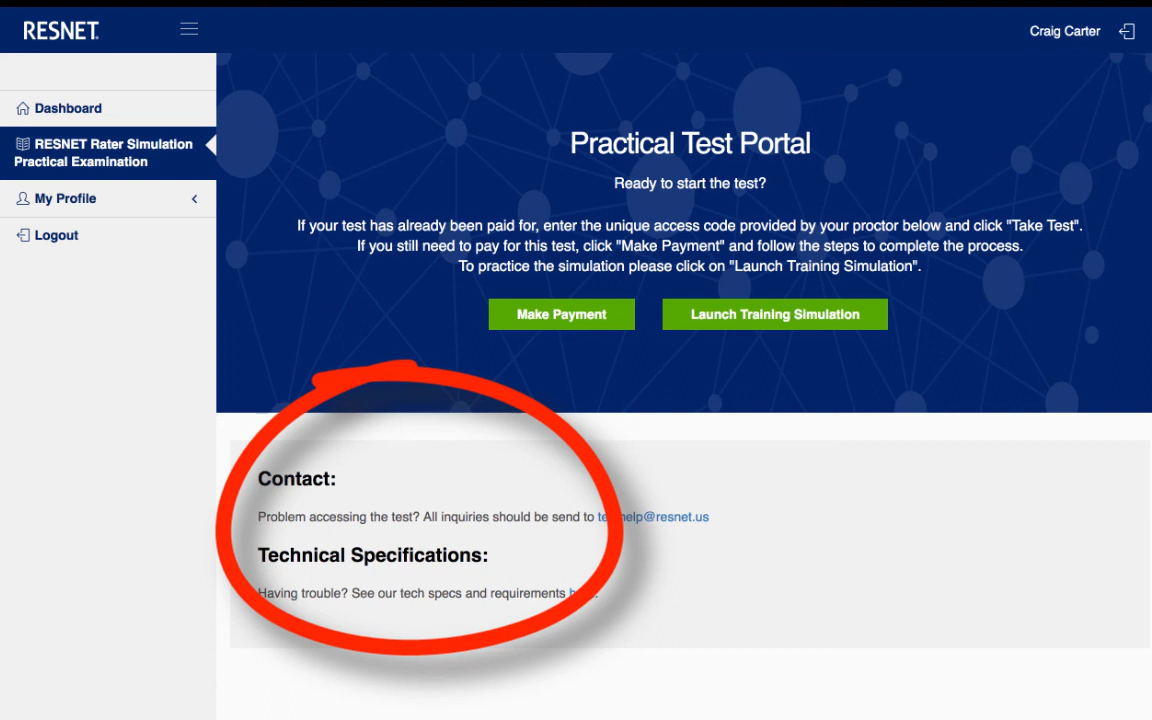 RESNET
Craig Carter
Dashboard
RESNET Rater Simulation
Practical Examination
My Profile
Logout
Practical Test Portal
Ready to start the test?
If your test has already been paid for, enter the unique access code provided by your proctor below and click "Take Test".
If you still need to pay for this test, click "Make Payment" and follow the steps to complete the process.
To practice the simulation please click on "Launch Training Simulation".
Make Payment
Launch Training Simulation
Contact:
Problem accessing the test? All inquiries should be send to
Technical Specifications:
Having trouble? See our tech specs and requirements